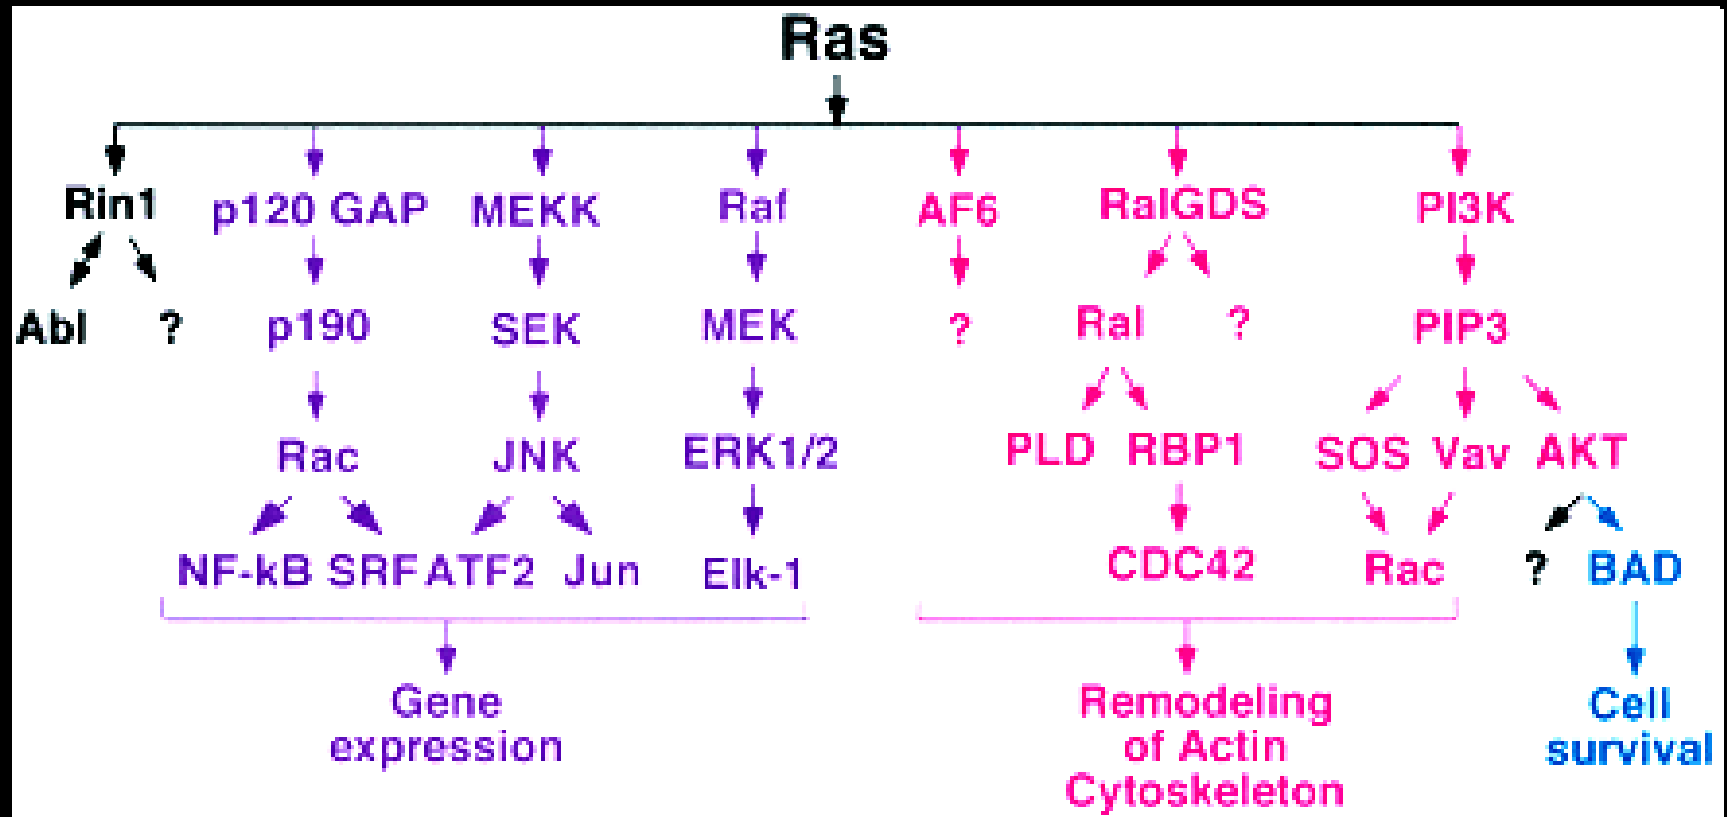 Ras
Rin1 p120 GAP MEKK Raf AF6 RalGDS PI3K
Abl ? p190 SEK MEK ? Ral ? PIP3
Rac JNK ERK1/2 PLD RBP1 SOS Vav AKT
NF-kB SRF ATF2 Jun Elk-1 CDC42 Rac ? BAD
Gene
expression
Remodeling
of Actin
Cytoskeleton
Cell
survival